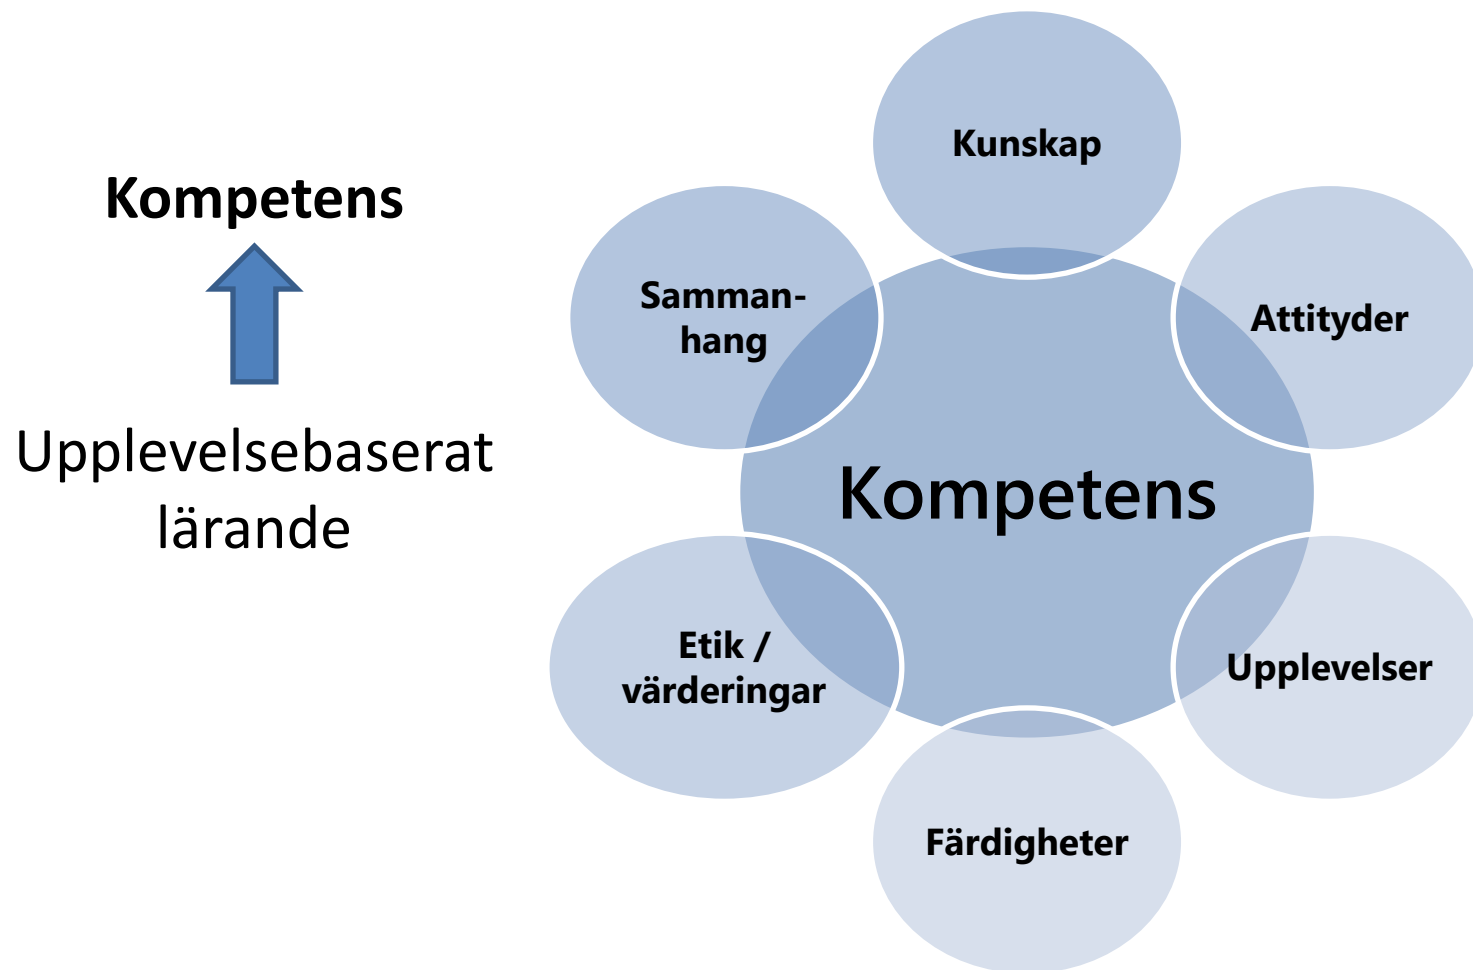 Kompetens
Upplevelsebaserat
lärande
Kunskap
Attityder
Upplevelser
Färdigheter
Etik /
värderingar
Samman-
hang
Kompetens